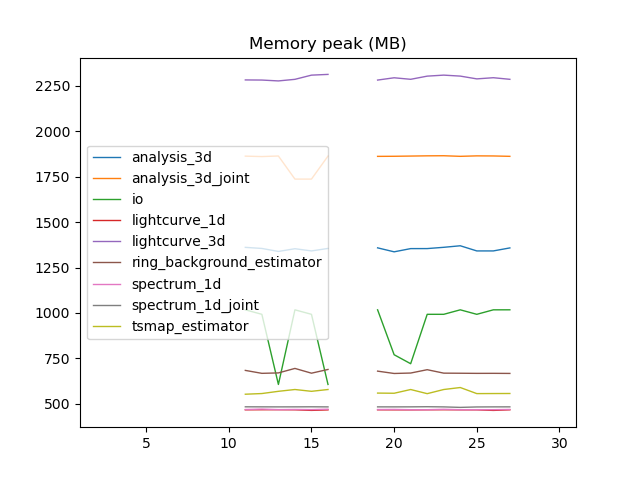 Memory peak (MB)
2250
2000
1750
1500
1250
1000
750
500
analysis_3d
analysis_3d_joint
io
lightcurve_1d
lightcurve_3d
ring_background_estimator
spectrum_1d
spectrum_1d_joint
tsmap_estimator
5 10 15 20 25 30